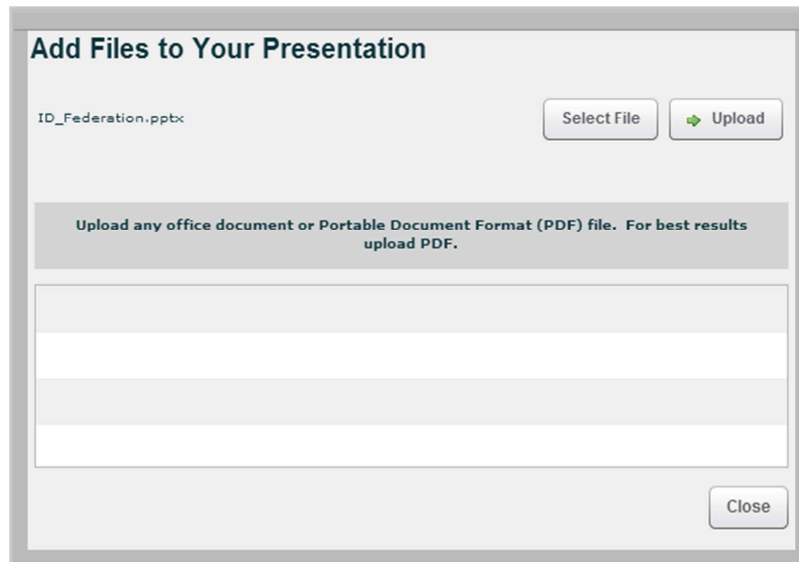 Add Files to Your Presentation
ID_Federation.pptx
Select File
Upload
Upload any office document or Portable Document Format (PDF) file. For best results
upload PDF.
Close